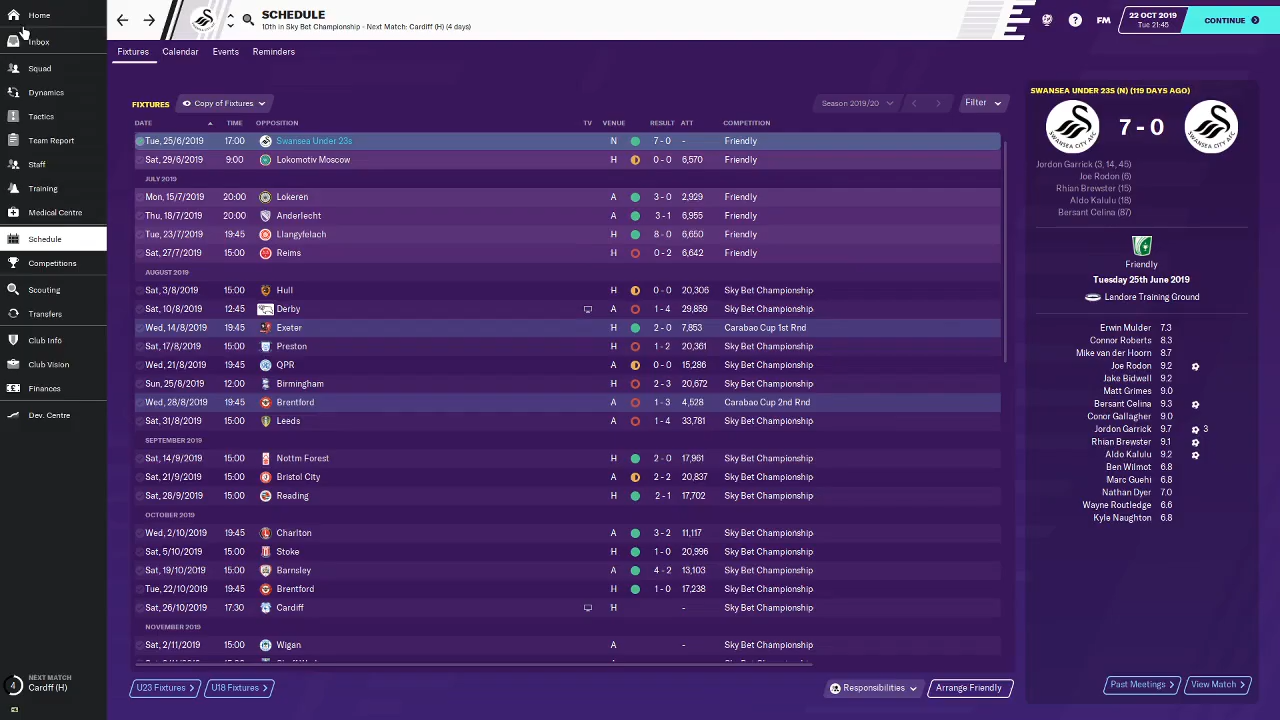 Home
Inbox
Squad
Dynamics
Tactics
Team Report
Staff
Training
Medical Centre
Schedule
Competitions
Scouting
Transfers
Club Info
Club Vision
Finances
Dev. Centre
NEXT MATCH
4 Cardiff (H)
SCHEDULE
10th in Sky Bet Championship - Next Match: Cardiff (H) (4 days)
? FM
22 OCT 2019
Tue 21:45
CONTINUE
Fixtures Calendar Events Reminders
FIXTURES Copy of Fixtures Season 2019/20 Filter
DATE TIME OPPOSITION TV VENUE RESULT ATT COMPETITION
Tue, 25/6/2019 17:00 Swansea Under 23s N 7 - 0 - Friendly
Sat, 29/6/2019 9:00 Lokomotiv Moscow H 0 - 0 6,570 Friendly
JULY 2019
Mon, 15/7/2019 20:00 Lokeren A 3 - 0 2,929 Friendly
Thu, 18/7/2019 20:00 Anderlecht A 3 - 1 6,955 Friendly
Tue, 23/7/2019 19:45 Llangyfelach H 8 - 0 6,650 Friendly
Sat, 27/7/2019 15:00 Reims H 0 - 2 6,642 Friendly
AUGUST 2019
Sat, 3/8/2019 15:00 Hull H 0 - 0 20,306 Sky Bet Championship
Sat, 10/8/2019 12:45 Derby A 1 - 4 29,859 Sky Bet Championship
Wed, 14/8/2019 19:45 Exeter H 2 - 0 7,853 Carabao Cup 1st Rnd
Sat, 17/8/2019 15:00 Preston H 1 - 2 20,361 Sky Bet Championship
Wed, 21/8/2019 19:45 QPR A 0 - 0 15,286 Sky Bet Championship
Sun, 25/8/2019 12:00 Birmingham H 2 - 3 20,672 Sky Bet Championship
Wed, 28/8/2019 19:45 Brentford A 1 - 3 4,528 Carabao Cup 2nd Rnd
Sat, 31/8/2019 15:00 Leeds A 1 - 4 33,781 Sky Bet Championship
SEPTEMBER 2019
Sat, 14/9/2019 15:00 Nottm Forest H 2 - 0 17,961 Sky Bet Championship
Sat, 21/9/2019 15:00 Bristol City A 2 - 2 20,837 Sky Bet Championship
Sat, 28/9/2019 15:00 Reading H 2 - 1 17,702 Sky Bet Championship
OCTOBER 2019
Wed, 2/10/2019 19:45 Charlton A 3 - 2 11,117 Sky Bet Championship
Sat, 5/10/2019 15:00 Stoke H 1 - 0 20,996 Sky Bet Championship
Sat, 19/10/2019 15:00 Barnsley A 4 - 2 13,103 Sky Bet Championship
Tue, 22/10/2019 19:45 Brentford H 1 - 0 17,238 Sky Bet Championship
Sat, 26/10/2019 17:30 Cardiff H - Sky Bet Championship
NOVEMBER 2019
Sat, 2/11/2019 15:00 Wigan A - Sky Bet Championship
U23 Fixtures U18 Fixtures Responsibilities Arrange Friendly
SWANSEA UNDER 23S (N) (119 DAYS AGO)
7 - 0
Jordon Garrick (3, 14, 45)
Joe Rodon (6)
Rhian Brewster (15)
Aldo Kalulu (18)
Bersant Celina (87)
Friendly
Tuesday 25th June 2019
Landore Training Ground
Erwin Mulder 7.3
Connor Roberts 8.3
Mike van der Hoorn 8.7
Joe Rodon 9.2
Jake Bidwell 9.2
Matt Grimes 9.0
Bersant Celina 9.3
Conor Gallagher 9.0
Jordon Garrick 9.7 3
Rhian Brewster 9.1
Aldo Kalulu 9.2
Ben Wilmot 6.8
Marc Guehi 6.8
Nathan Dyer 7.0
Wayne Routledge 6.6
Kyle Naughton 6.8
Past Meetings View Match